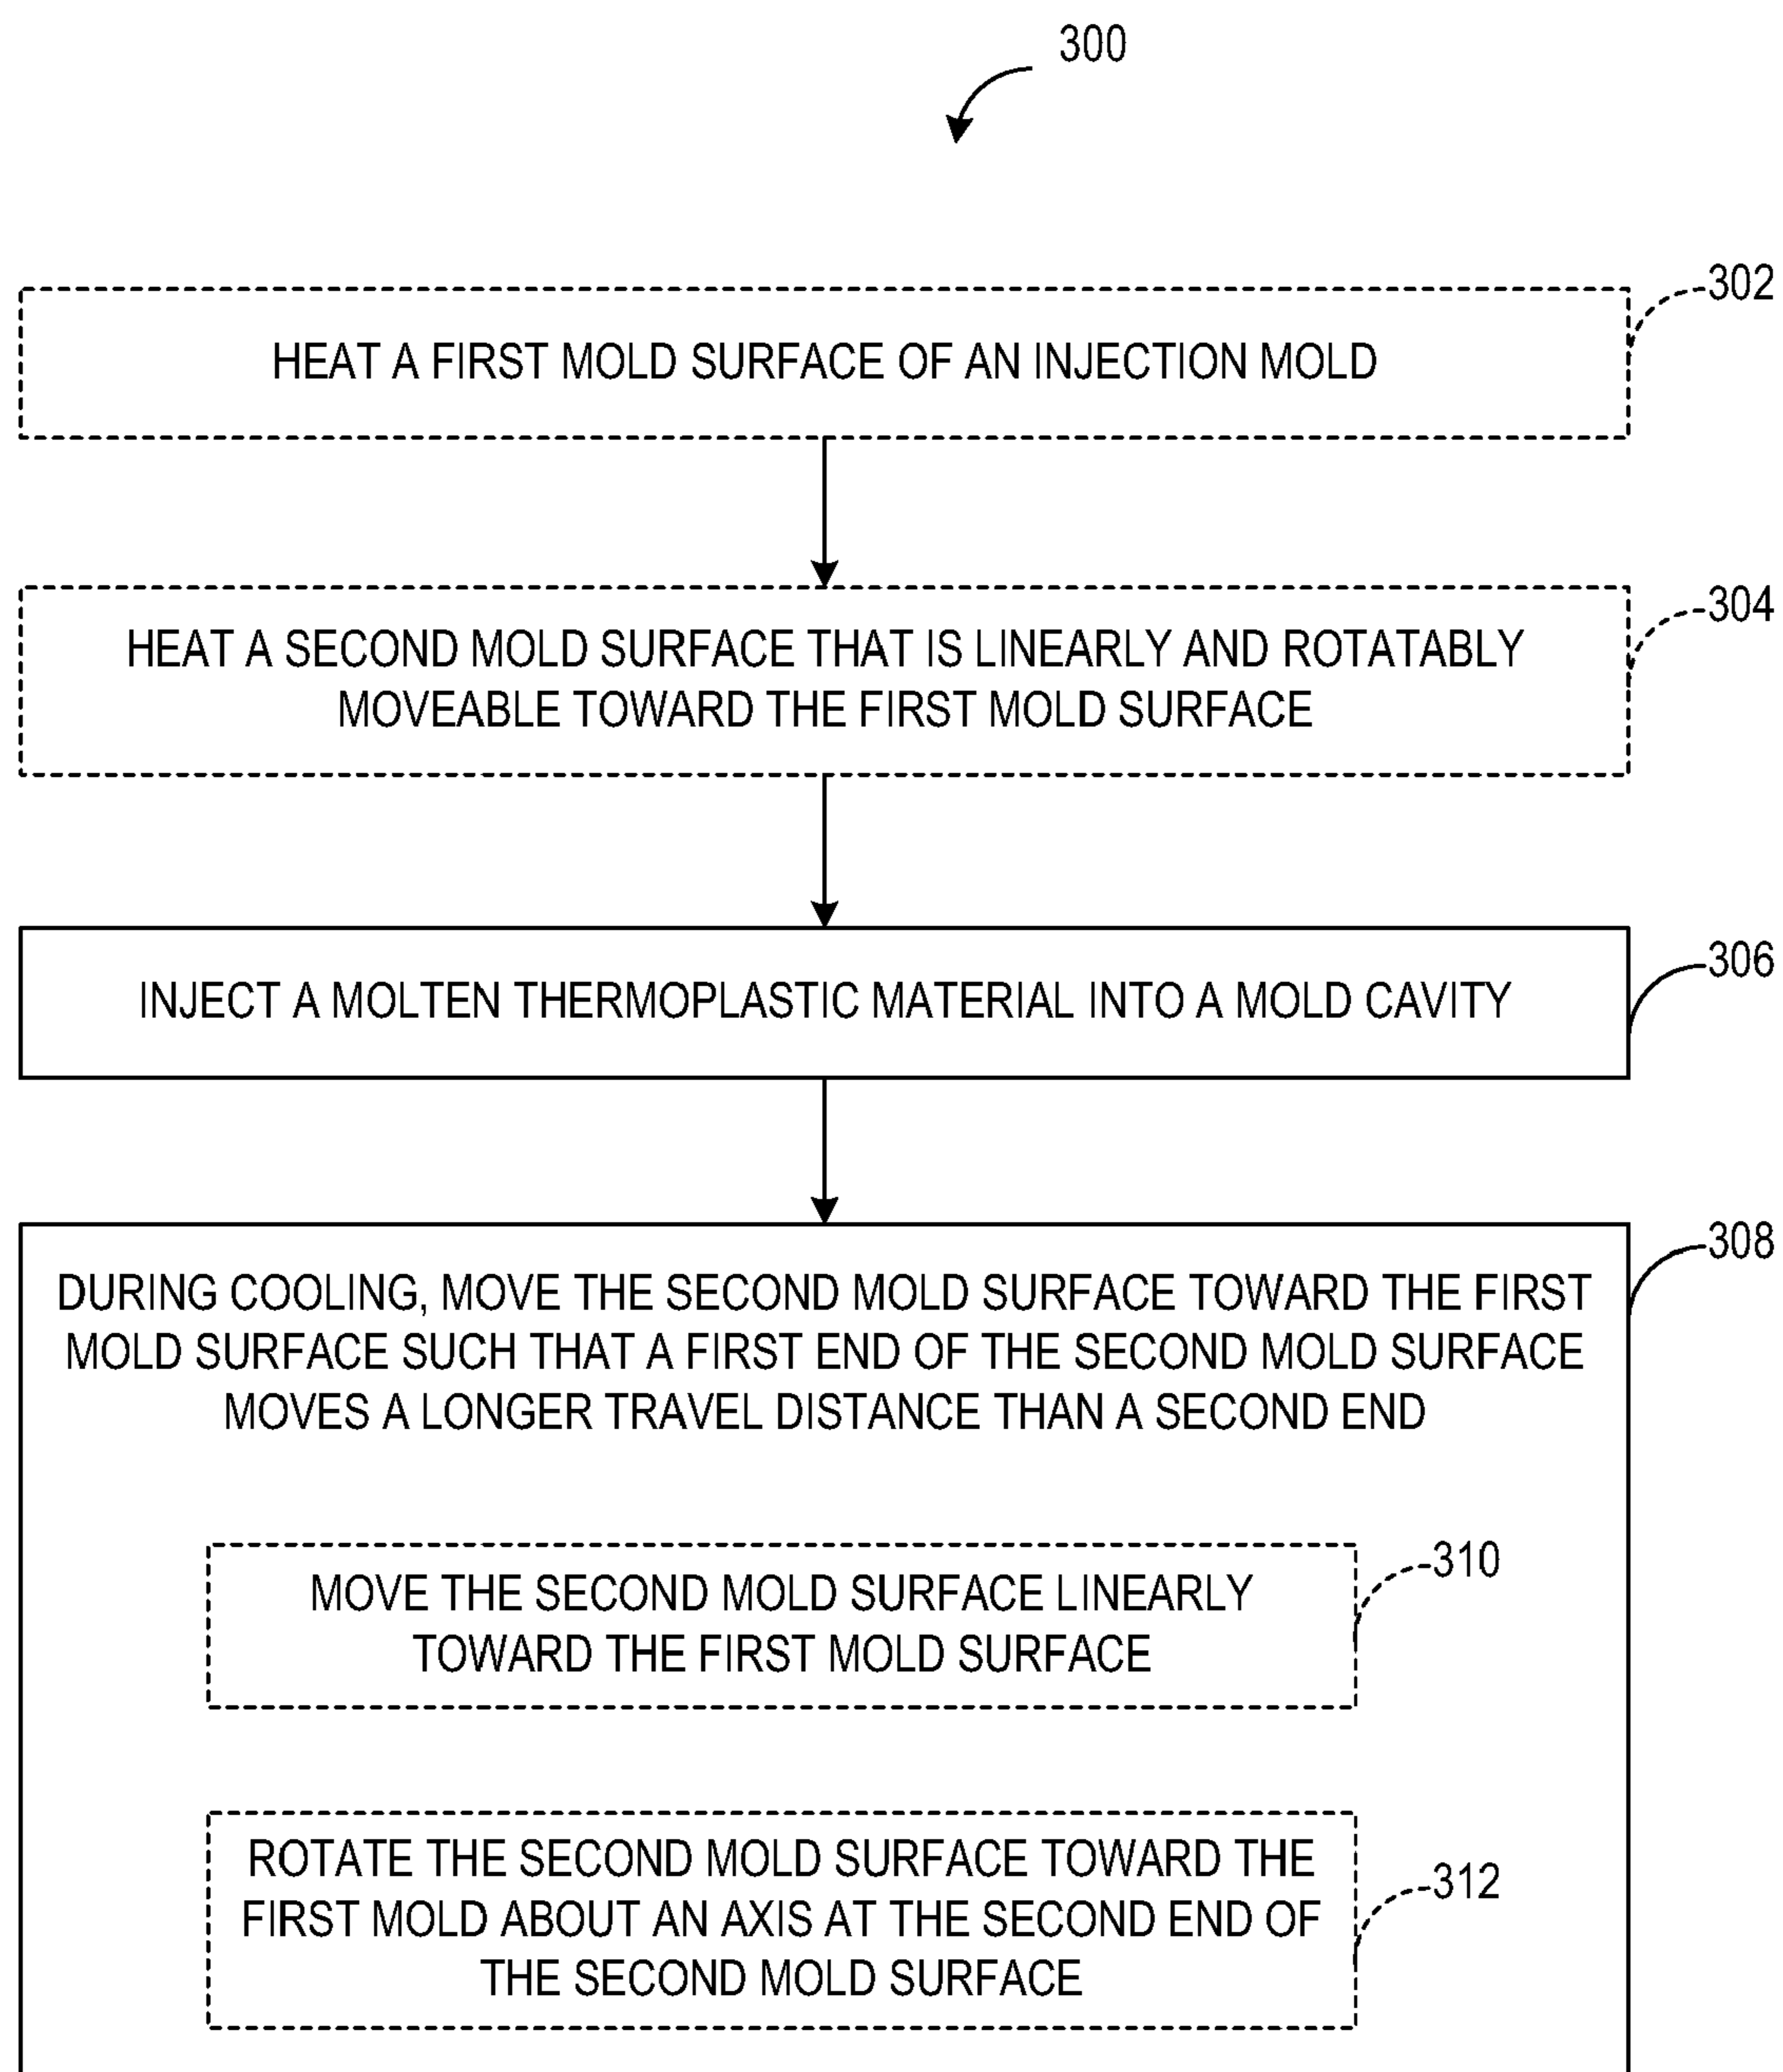 300
302
HEAT A FIRST MOLD SURFACE OF AN INJECTION MOLD
304
HEAT A SECOND MOLD SURFACE THAT IS LINEARLY AND ROTATABLY
MOVEABLE TOWARD THE FIRST MOLD SURFACE
306
INJECT A MOLTEN THERMOPLASTIC MATERIAL INTO A MOLD CAVITY
308
DURING COOLING, MOVE THE SECOND MOLD SURFACE TOWARD THE FIRST
MOLD SURFACE SUCH THAT A FIRST END OF THE SECOND MOLD SURFACE
MOVES A LONGER TRAVEL DISTANCE THAN A SECOND END
310
MOVE THE SECOND MOLD SURFACE LINEARLY
TOWARD THE FIRST MOLD SURFACE
312
ROTATE THE SECOND MOLD SURFACE TOWARD THE
FIRST MOLD ABOUT AN AXIS AT THE SECOND END OF
THE SECOND MOLD SURFACE